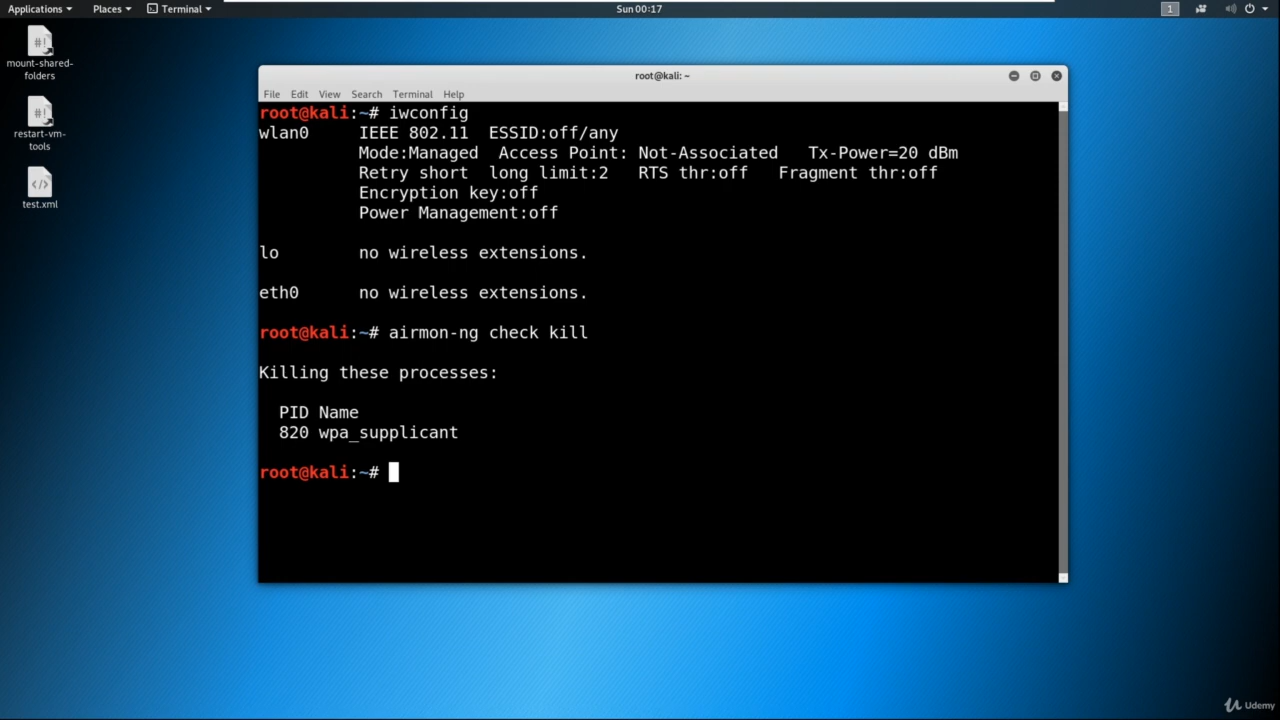 Applications Places Terminal Sun 00:17 1
mount-shared-
folders
restart-vm-
tools
test.xml
root@kali: ~
File Edit View Search Terminal Help
root@kali:~# iwconfig
wlan0 IEEE 802.11 ESSID:off/any
Mode:Managed Access Point: Not-Associated Tx-Power=20 dBm
Retry short long limit:2 RTS thr:off Fragment thr:off
Encryption key:off
Power Management:off
lo no wireless extensions.
eth0 no wireless extensions.
root@kali:~# airmon-ng check kill
Killing these processes:
PID Name
820 wpa_supplicant
root@kali:~#
Udemy